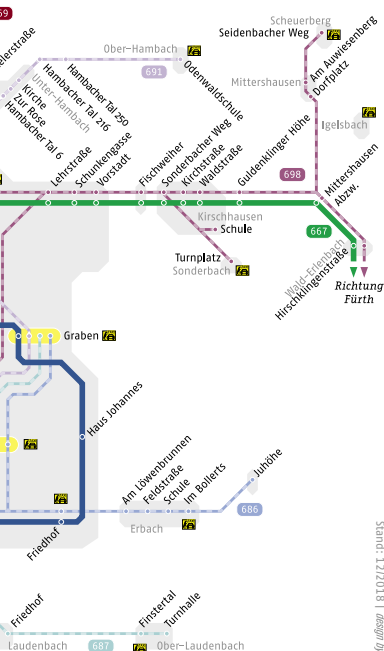 Scheuerberg
Seidenbacher Weg
Ober-Hambach
Odenwaldschule
691
Unter-Hambach
Hambacher Tal 250
Hambacher Tal 216
Kirche
Zur Rose
Hambacher Tal 6
Mittershausen
Am Auwiesenberg
Dorfplatz
Igelsbach
Lehrstraße
Schunkengasse
Vorstadt
Fischweiher
Sonderbacher Weg
Kirchstraße
Waldstraße
Guldenklinger Höhe
698
Mittershausen
Abzw.
667
Kirschhausen
Schule
Turnplatz
Sonderbach
Wald-Erlenbach
Hirschklingenstraße
Richtung
Fürth
Graben
Haus Johannes
Friedhof
Am Löwenbrunnen
Feldstraße
Schule
Im Bollerts
Juhöhe
Erbach
686
Friedhof
Laudenbach
687
Finstertal
Turnhalle
Ober-Laudenbach
Stand: 12/2018 | design by